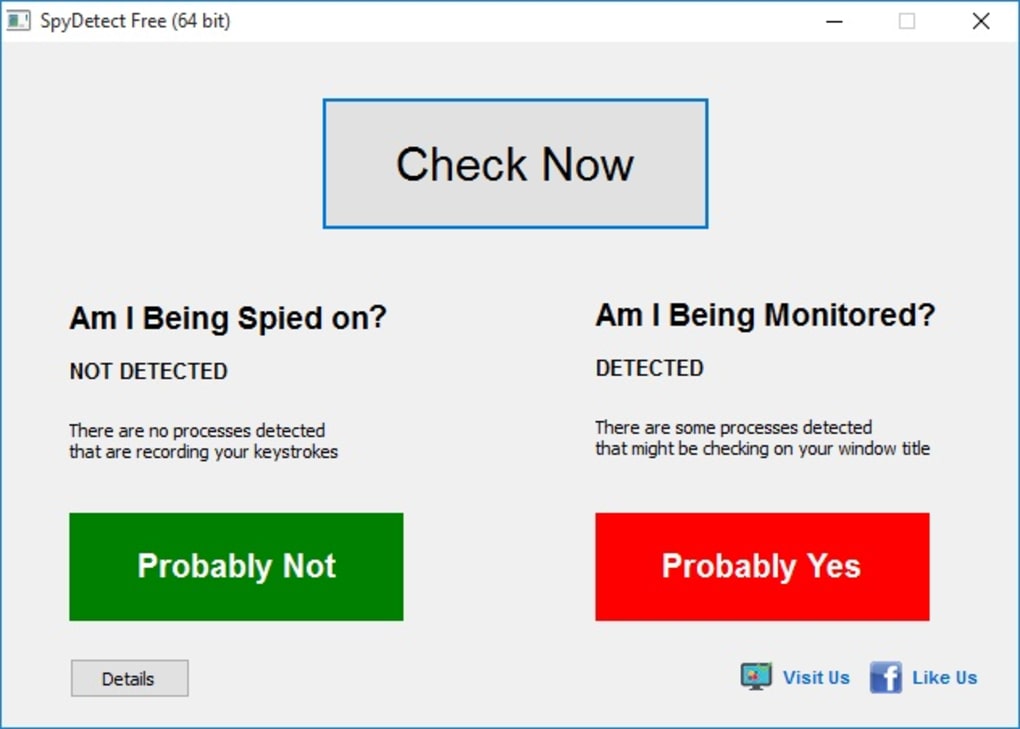 SpyDetect Free (64 bit)
Check Now
Am I Being Spied on?
NOT DETECTED
There are no processes detected
that are recording your keystrokes
Probably Not
Details
Am I Being Monitored?
DETECTED
There are some processes detected
that might be checking on your window title
Probably Yes
Visit Us
f Like Us